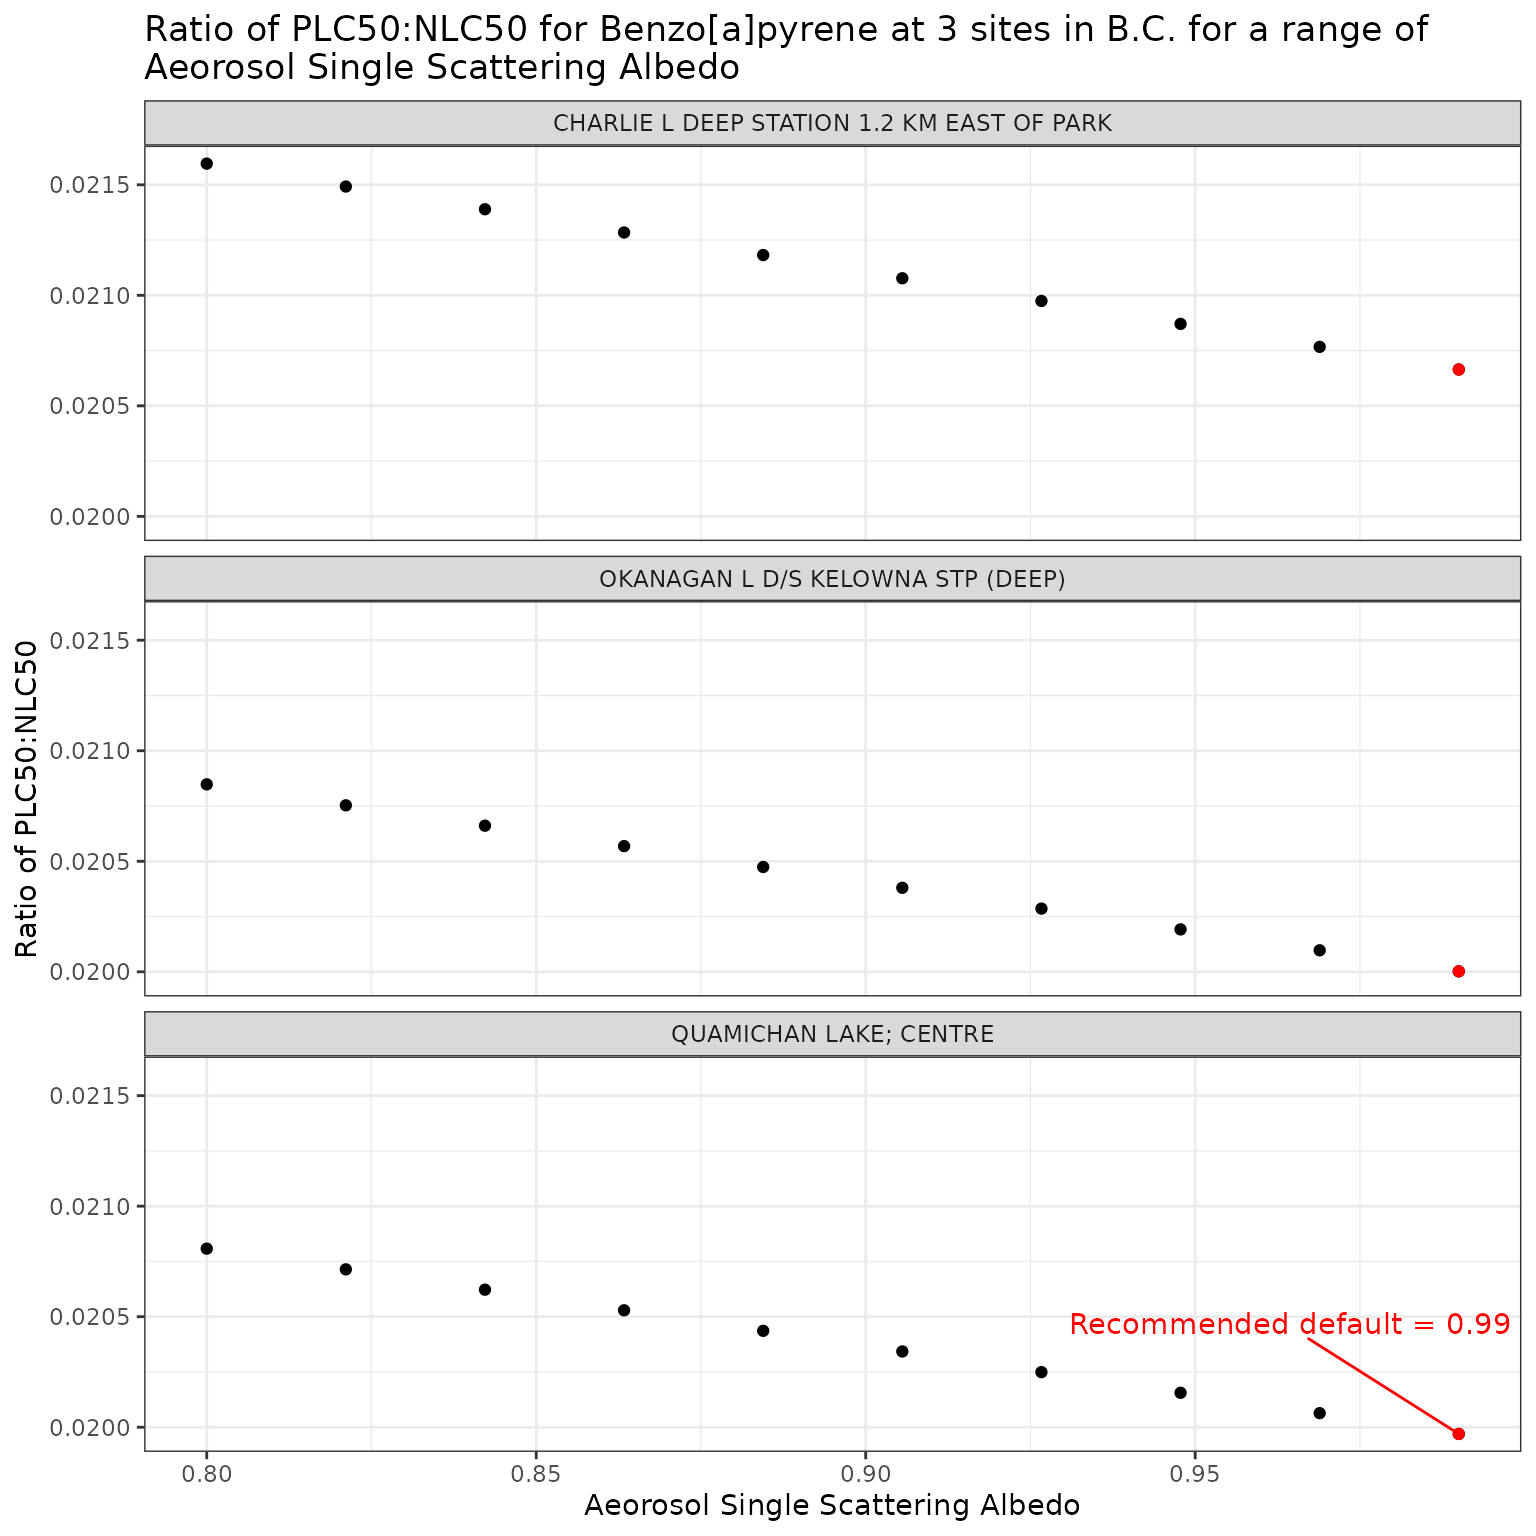 Ratio of PLC50:NLC50 for Benzo[a]pyrene at 3 sites in B.C. for a range of
Aeorosol Single Scattering Albedo
CHARLIE L DEEP STATION 1.2 KM EAST OF PARK
0.0215
0.0210
0.0205
0.0200
OKANAGAN L D/S KELOWNA STP (DEEP)
0.0215
0.0210
0.0205
0.0200
Ratio of PLC50:NLC50
QUAMICHAN LAKE; CENTRE
0.0215
0.0210
0.0205
0.0200
Recommended default = 0.99
0.80
0.85
0.90
0.95
Aeorosol Single Scattering Albedo